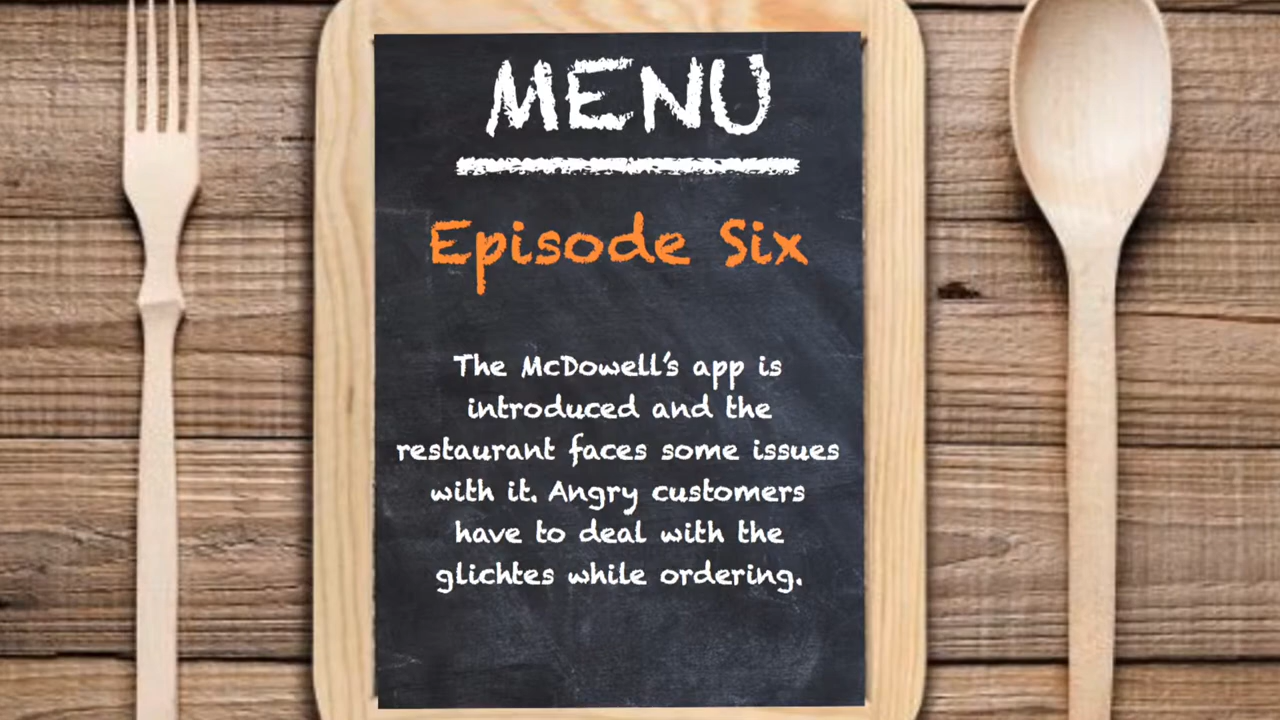 MENU
Episode Six
The McDowell's app is
introduced and the
restaurant faces some issues
with it. Angry customers
have to deal with the
glichtes while ordering.